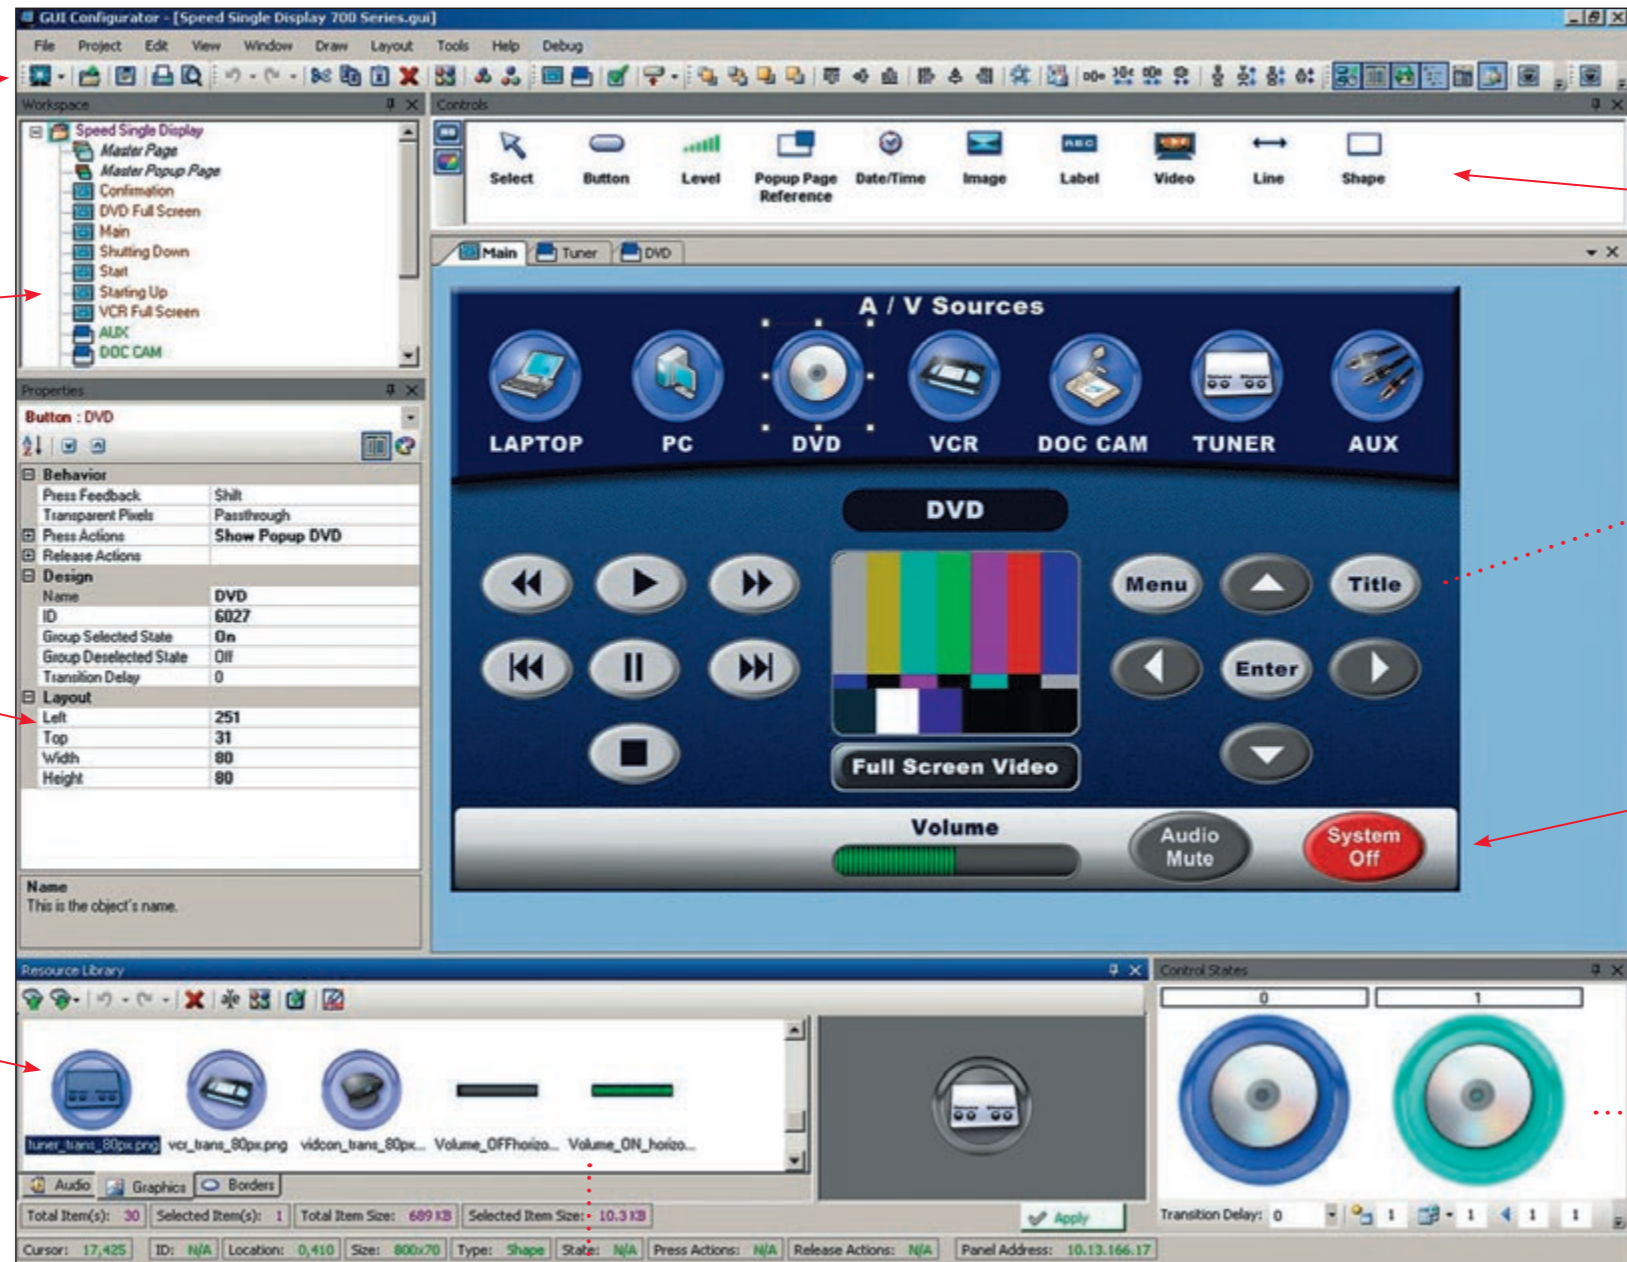 GUI Configurator - [Speed Single Display 700 Series.gui]
File Project Edit View Window Draw Layout Tools Help Debug
Workspace
Speed Single Display
Master Page
Master Popup Page
Confirmation
DVD Full Screen
Main
Shutting Down
Start
Starting Up
VCR Full Screen
AUX
DOC CAM
Controls
Select Button Level Popup Page Reference Date/Time Image ABC Label Video Line Shape
Main Tuner DVD
A / V Sources
LAPTOP PC DVD VCR DOC CAM TUNER AUX
DVD
Menu Title
Enter
Full Screen Video
Volume
Audio Mute
System Off
Properties
Button : DVD
Behavior
Press Feedback Shift
Transparent Pixels Passthrough
Press Actions Show Popup DVD
Release Actions
Design
Name DVD
ID 6027
Group Selected State On
Group Deselected State Off
Transition Delay 0
Layout
Left 251
Top 31
Width 80
Height 80
Name
This is the object's name.
Resource Library
tuner_trans_80px.png vcr_trans_80px.png vidcon_trans_80px... Volume_OFFhorizo... Volume_ON_horizo...
Audio Graphics Borders
Total Item(s): 30 Selected Item(s): 1 Total Item Size: 689 KB Selected Item Size: 10.3 KB
Apply
Control States
0 1
Transition Delay: 0 1 1 1 1
Cursor: 17,425 ID: N/A Location: 0,410 Size: 800x70 Type: Shape State: N/A Press Actions: N/A Release Actions: N/A Panel Address: 10.13.166.17